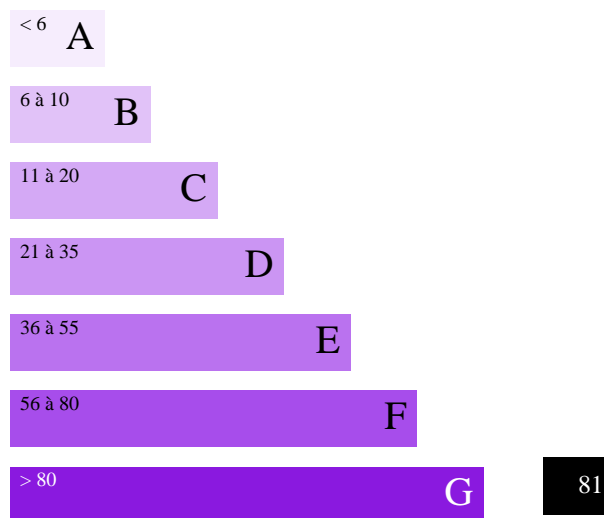 < 6 A
6 à 10 B
11 à 20 C
21 à 35 D
36 à 55 E
56 à 80 F
> 80 G 81